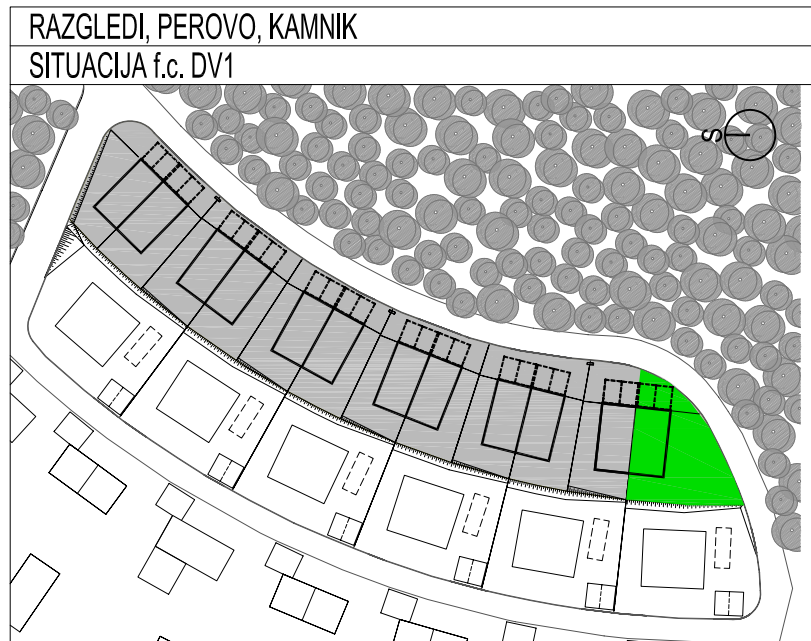 RAZGLEDI, PEROVO, KAMNIK
SITUACIJA f.c. DV1
S